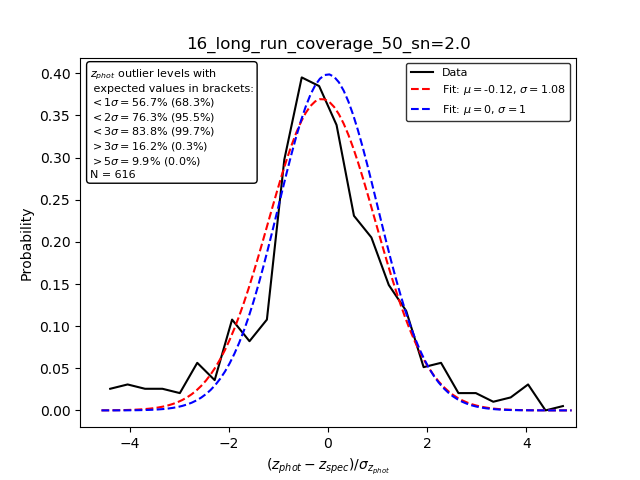 16_long_run_coverage_50_sn=2.0
z_phot outlier levels with
expected values in brackets:
< 1σ = 56.7% (68.3%)
< 2σ = 76.3% (95.5%)
< 3σ = 83.8% (99.7%)
> 3σ = 16.2% (0.3%)
> 5σ = 9.9% (0.0%)
N = 616
Data
Fit: μ = -0.12, σ = 1.08
Fit: μ = 0, σ = 1
0.40
0.35
0.30
0.25
0.20
0.15
0.10
0.05
0.00
Probability
−4 −2 0 2 4
(z_phot − z_spec)/σ_z_phot